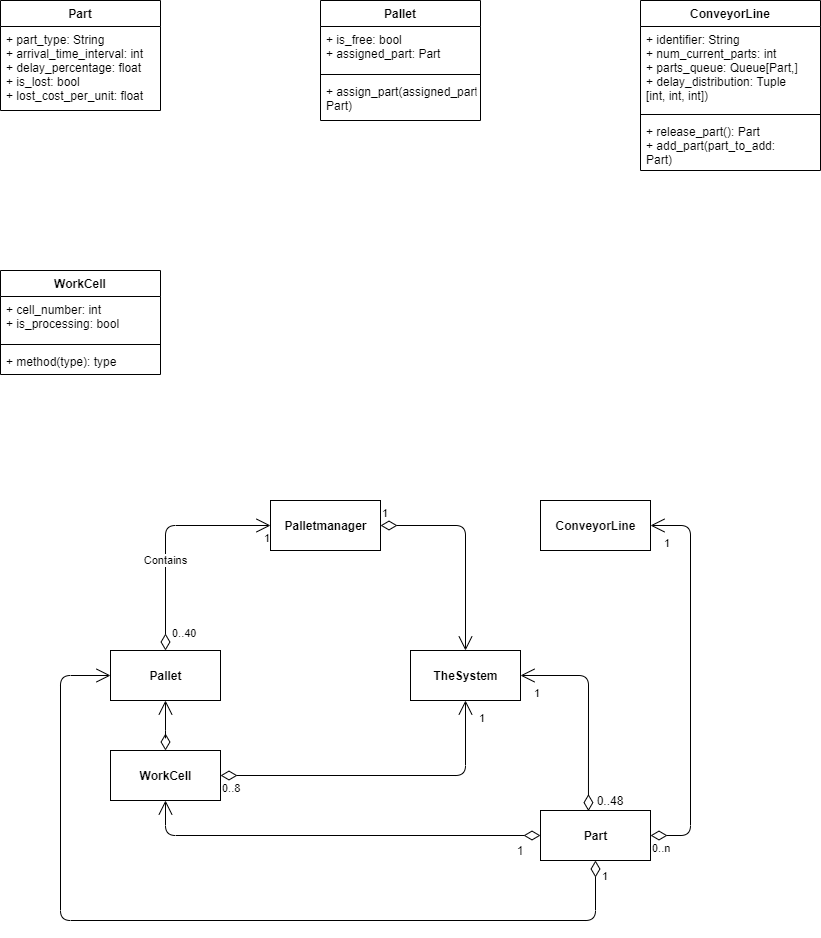 Part
+ part_type: String
+ arrival_time_interval: int
+ delay_percentage: float
+ is_lost: bool
+ lost_cost_per_unit: float
Pallet
+ is_free: bool
+ assigned_part: Part
+ assign_part(assigned_part
Part)
ConveyorLine
+ identifier: String
+ num_current_parts: int
+ parts_queue: Queue[Part,]
+ delay_distribution: Tuple
[int, int, int])
+ release_part(): Part
+ add_part(part_to_add:
Part)
WorkCell
+ cell_number: int
+ is_processing: bool
+ method(type): type
Palletmanager
1
1
ConveyorLine
1
Contains
0..40
Pallet
TheSystem
1
1
WorkCell
0..8
0..48
Part
1
0..n
1